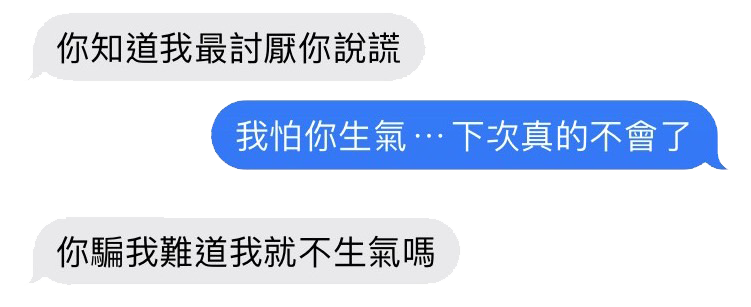 你知道我最討厭你說謊
我怕你生氣⋯下次真的不會了
你騙我難道我就不生氣嗎